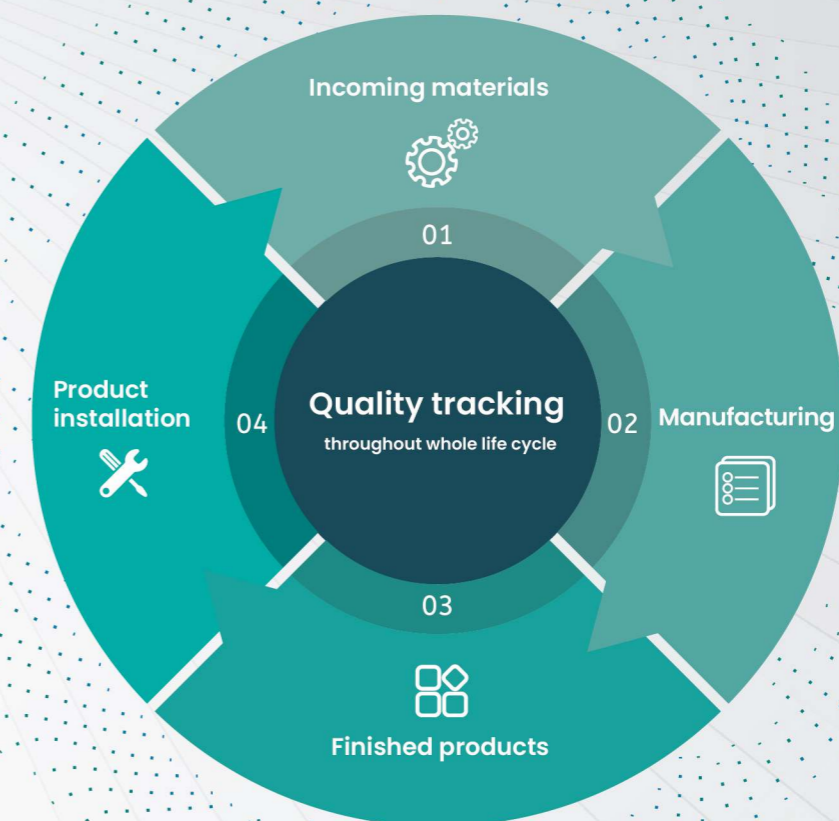 Incoming materials
01
Quality tracking
throughout whole life cycle
02
Manufacturing
03
Finished products
04
Product
installation